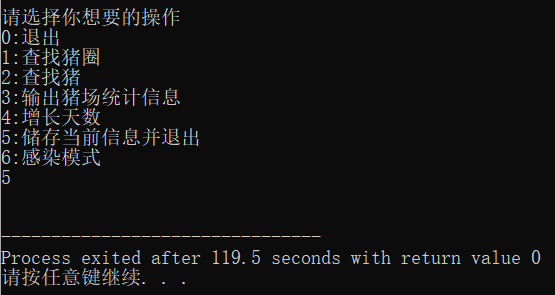 请选择你想要的操作
0:退出
1:查找猪圈
2:查找猪
3:输出猪场统计信息
4:增长天数
5:储存当前信息并退出
6:感染模式
5
--------------------------------
Process exited after 119.5 seconds with return value 0
请按任意键继续. . .